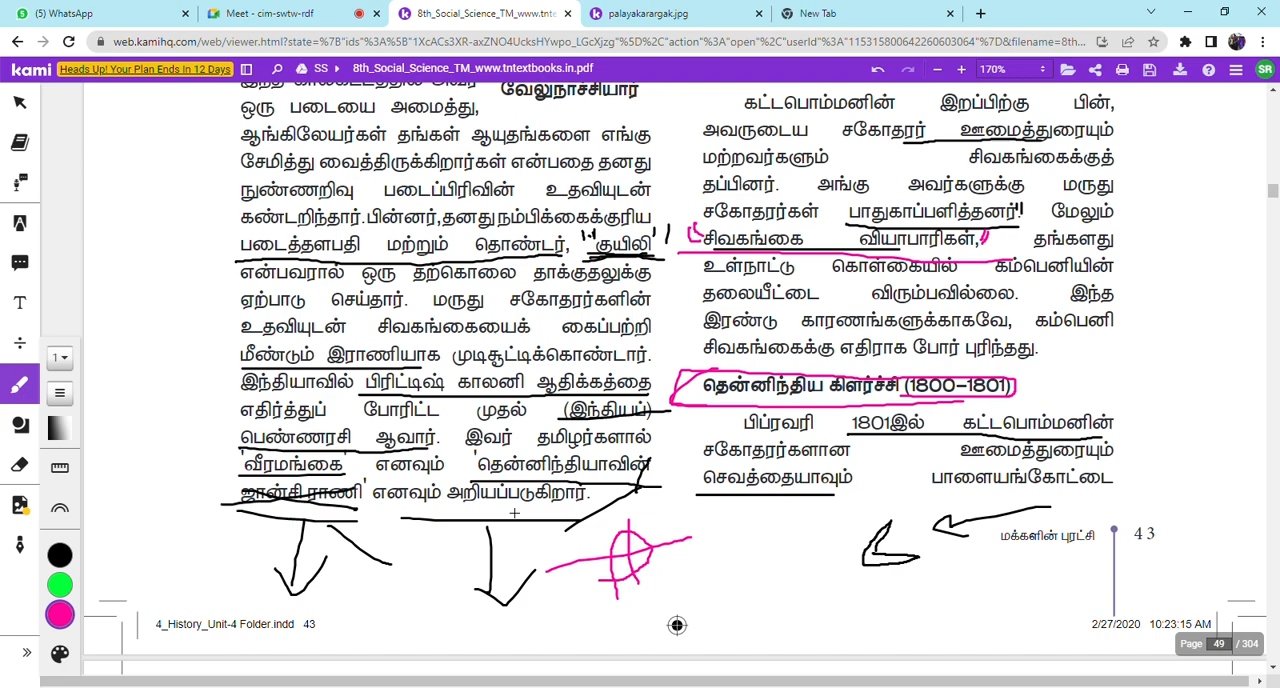 (5) WhatsApp
Meet - cim-swtw-rdf
8th_Social_Science_TM_www.tnte
palayakarargak.jpg
New Tab
web.kamihq.com/web/viewer.html?state=%7B"ids"%3A%5B"1XcACs3XR-axZNO4UcksHYwpo_LGcXjzg"%5D%2C"action"%3A"open"%2C"userId"%3A"115315800642260603064"%7D&filename=8th...
kami
Heads Up! Your Plan Ends In 12 Days
SS
8th_Social_Science_TM_www.tntextbooks.in.pdf
170%
SR
ஒரு படையை அமைத்து,
வேலுநாச்சியார்
ஆங்கிலேயர்கள் தங்கள் ஆயுதங்களை எங்கு
சேமித்து வைத்திருக்கிறார்கள் என்பதை தனது
நுண்ணறிவு படைப்பிரிவின் உதவியுடன்
கண்டறிந்தார்.பின்னர்,தனது நம்பிக்கைக்குரிய
படைத்தளபதி மற்றும் தொண்டர், குயிலி
என்பவரால் ஒரு தற்கொலை தாக்குதலுக்கு
ஏற்பாடு செய்தார். மருது சகோதரர்களின்
உதவியுடன் சிவகங்கையைக் கைப்பற்றி
மீண்டும் இராணியாக முடிசூட்டிக்கொண்டார்.
இந்தியாவில் பிரிட்டிஷ் காலனி ஆதிக்கத்தை
எதிர்த்துப் போரிட்ட முதல் (இந்தியப்)
பெண்ணரசி ஆவார். இவர் தமிழர்களால்
'வீரமங்கை' எனவும் 'தென்னிந்தியாவின்
ஜான்சி ராணி' எனவும் அறியப்படுகிறார்.
கட்டபொம்மனின் இறப்பிற்கு பின்,
அவருடைய சகோதரர் ஊமைத்துரையும்
மற்றவர்களும் சிவகங்கைக்குத்
தப்பினர். அங்கு அவர்களுக்கு மருது
சகோதரர்கள் பாதுகாப்பளித்தனர். மேலும்
சிவகங்கை வியாபாரிகள், தங்களது
உள்நாட்டு கொள்கையில் கம்பெனியின்
தலையீட்டை விரும்பவில்லை. இந்த
இரண்டு காரணங்களுக்காகவே, கம்பெனி
சிவகங்கைக்கு எதிராக போர் புரிந்தது.
தென்னிந்திய கிளர்ச்சி (1800–1801)
பிப்ரவரி 1801இல் கட்டபொம்மனின்
சகோதரர்களான ஊமைத்துரையும்
செவத்தையாவும் பாளையங்கோட்டை
மக்களின் புரட்சி 43
4_History_Unit-4 Folder.indd 43
2/27/2020 10:23:15 AM
Page 49 / 304
1